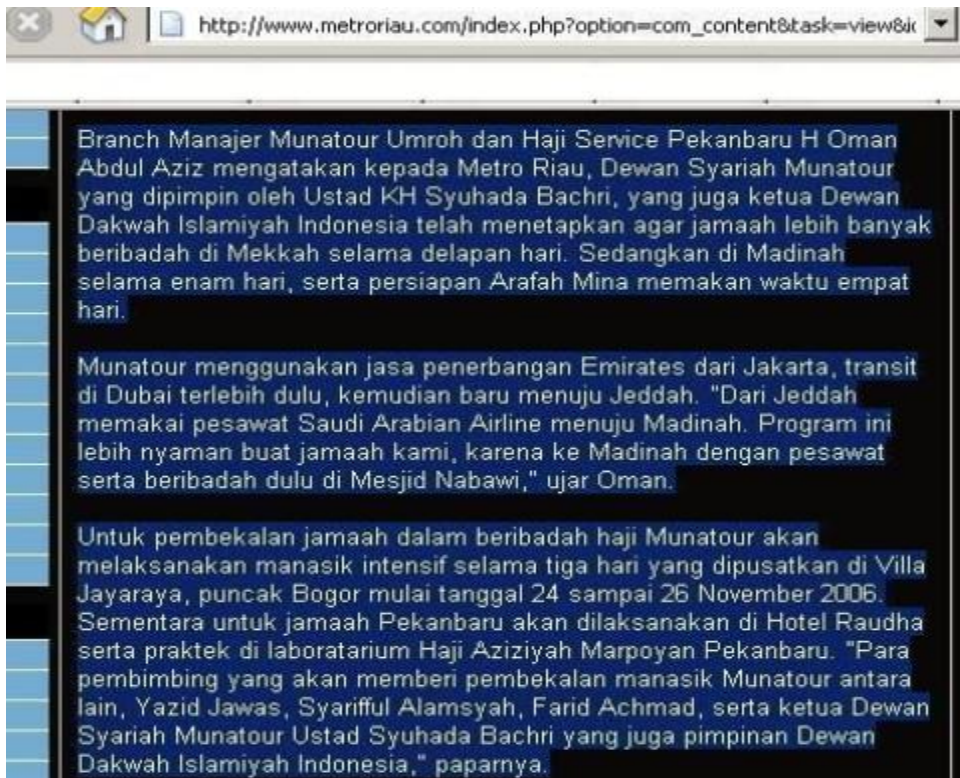 http://www.metroriau.com/index.php?option=com_content&task=view&i
Branch Manajer Munatour Umroh dan Haji Service Pekanbaru H Oman
Abdul Aziz mengatakan kepada Metro Riau, Dewan Syariah Munatour
yang dipimpin oleh Ustad KH Syuhada Bachri, yang juga ketua Dewan
Dakwah Islamiyah Indonesia telah menetapkan agar jamaah lebih banyak
beribadah di Mekkah selama delapan hari. Sedangkan di Madinah
selama enam hari, serta persiapan Arafah Mina memakan waktu empat
hari.
Munatour menggunakan jasa penerbangan Emirates dari Jakarta, transit
di Dubai terlebih dulu, kemudian baru menuju Jeddah. "Dari Jeddah
memakai pesawat Saudi Arabian Airline menuju Madinah. Program ini
lebih nyaman buat jamaah kami, karena ke Madinah dengan pesawat
serta beribadah dulu di Mesjid Nabawi," ujar Oman.
Untuk pembekalan jamaah dalam beribadah haji Munatour akan
melaksanakan manasik intensif selama tiga hari yang dipusatkan di Villa
Jayaraya, puncak Bogor mulai tanggal 24 sampai 26 November 2006.
Sementara untuk jamaah Pekanbaru akan dilaksanakan di Hotel Raudha
serta praktek di laboratarium Haji Aziziyah Marpoyan Pekanbaru. "Para
pembimbing yang akan memberi pembekalan manasik Munatour antara
lain, Yazid Jawas, Syarifful Alamsyah, Farid Achmad, serta ketua Dewan
Syariah Munatour Ustad Syuhada Bachri yang juga pimpinan Dewan
Dakwah Islamiyah Indonesia," paparnya.